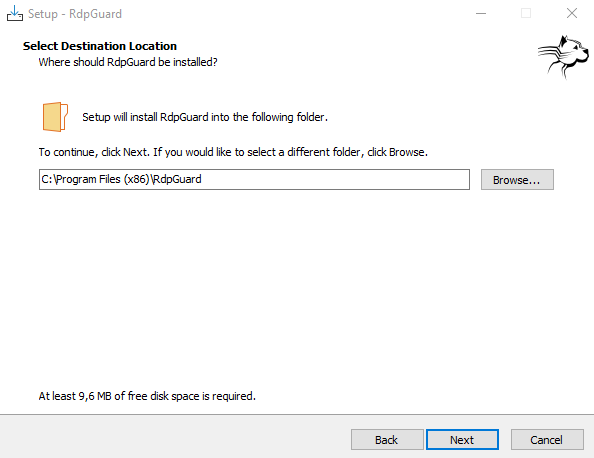 Setup - RdpGuard
Select Destination Location
Where should RdpGuard be installed?
Setup will install RdpGuard into the following folder.
To continue, click Next. If you would like to select a different folder, click Browse.
C:\Program Files (x86)\RdpGuard
Browse...
At least 9,6 MB of free disk space is required.
Back
Next
Cancel